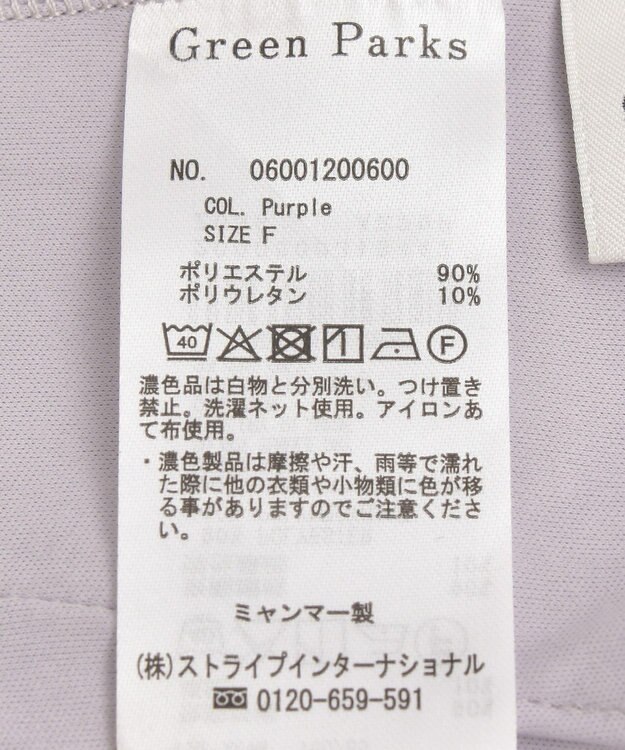 Green Parks
NO. 06001200600
COL. Purple
SIZE F
ポリエステル 90%
ポリウレタン 10%
40 F
濃色品は白物と分別洗い。つけ置き
禁止。洗濯ネット使用。アイロンあ
て布使用。
・濃色製品は摩擦や汗、雨等で濡れ
た際に他の衣類や小物類に色が移
る事がありますのでご注意くださ
い。
ミャンマー製
(株)ストライプインターナショナル
0120-659-591